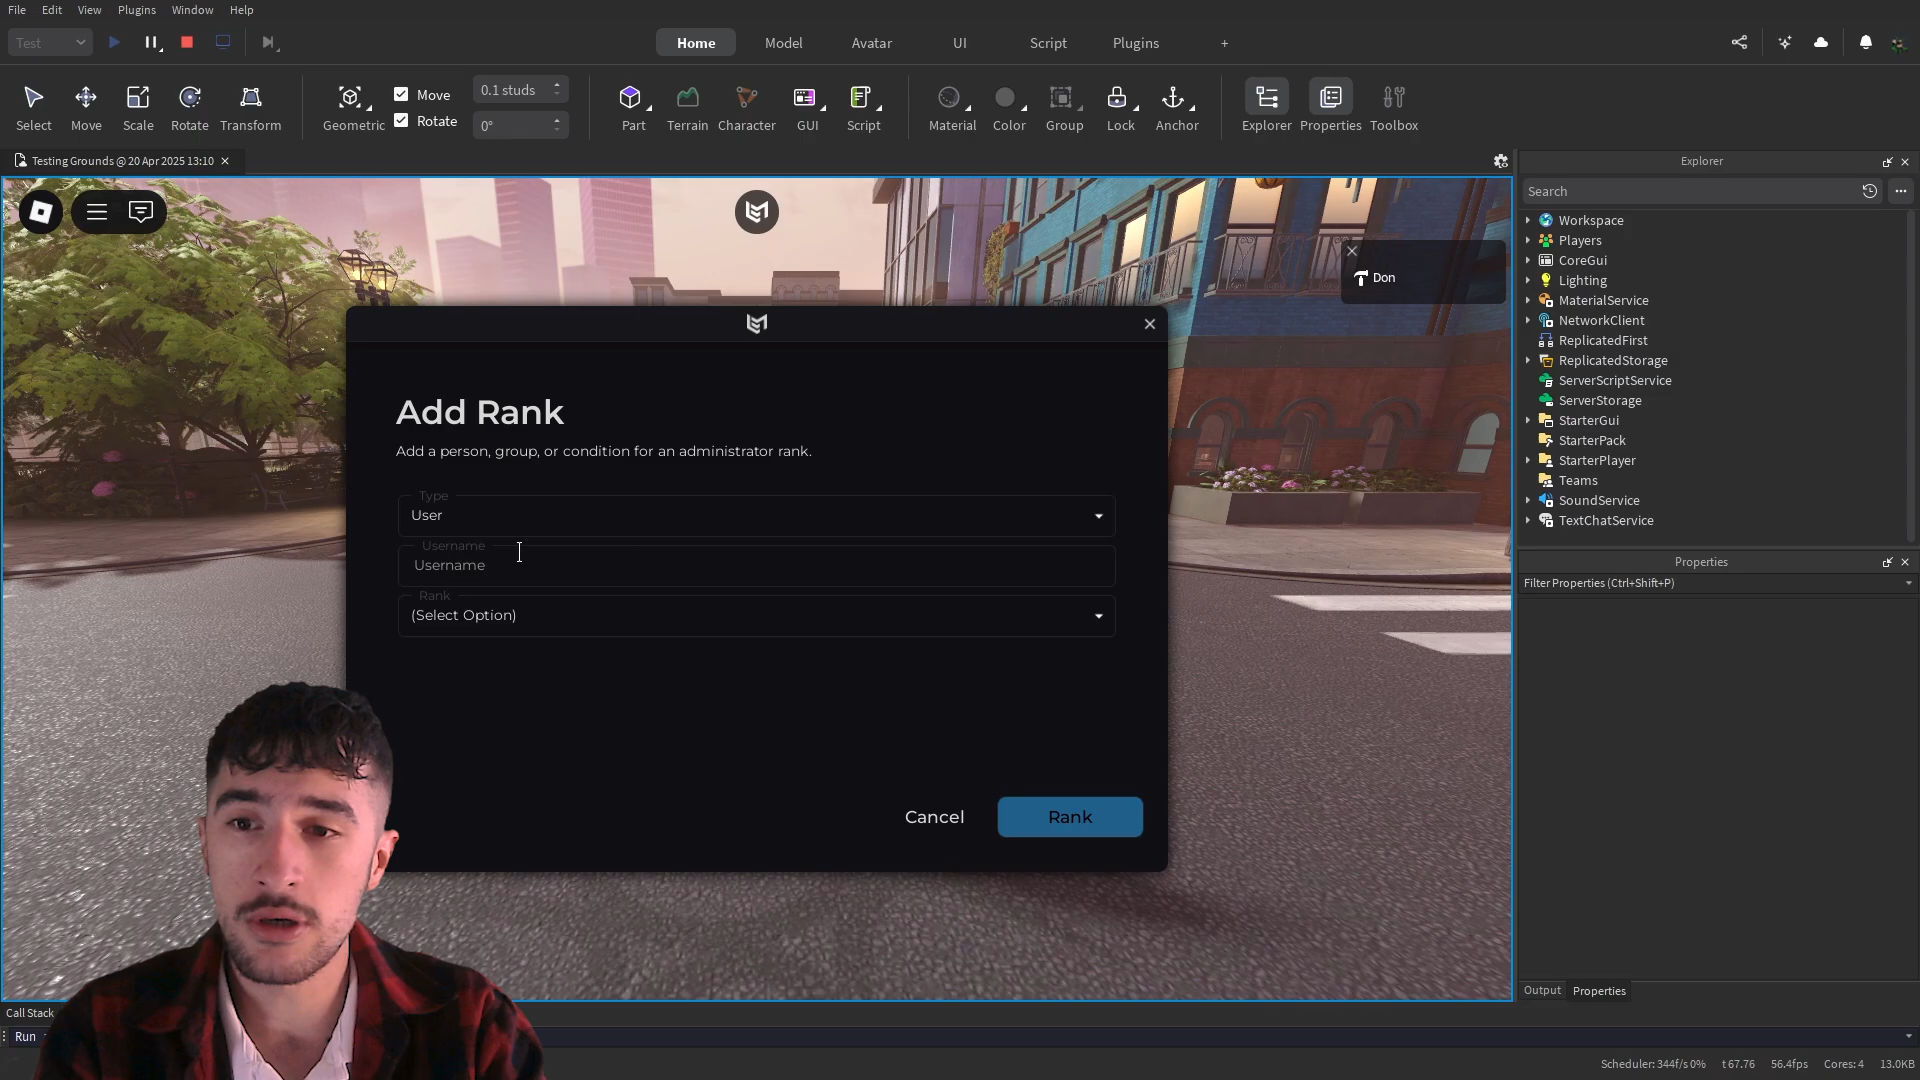 File Edit View Plugins Window Help
Test
Home Model Avatar UI Script Plugins +
Select Move Scale Rotate Transform
Geometric
Move
Rotate
0.1 studs
0°
Part Terrain Character GUI Script
Material Color Group Lock Anchor
Explorer Properties Toolbox
Testing Grounds @ 20 Apr 2025 13:10
Don
Add Rank
Add a person, group, or condition for an administrator rank.
Type
User
Username
Username
Rank
(Select Option)
Cancel
Rank
Explorer
Search
Workspace
Players
CoreGui
Lighting
MaterialService
NetworkClient
ReplicatedFirst
ReplicatedStorage
ServerScriptService
ServerStorage
StarterGui
StarterPack
StarterPlayer
Teams
SoundService
TextChatService
Properties
Filter Properties (Ctrl+Shift+P)
Output Properties
Call Stack
Run
Scheduler: 344f/s 0% t 67.76 56.4fps Cores: 4 13.0KB